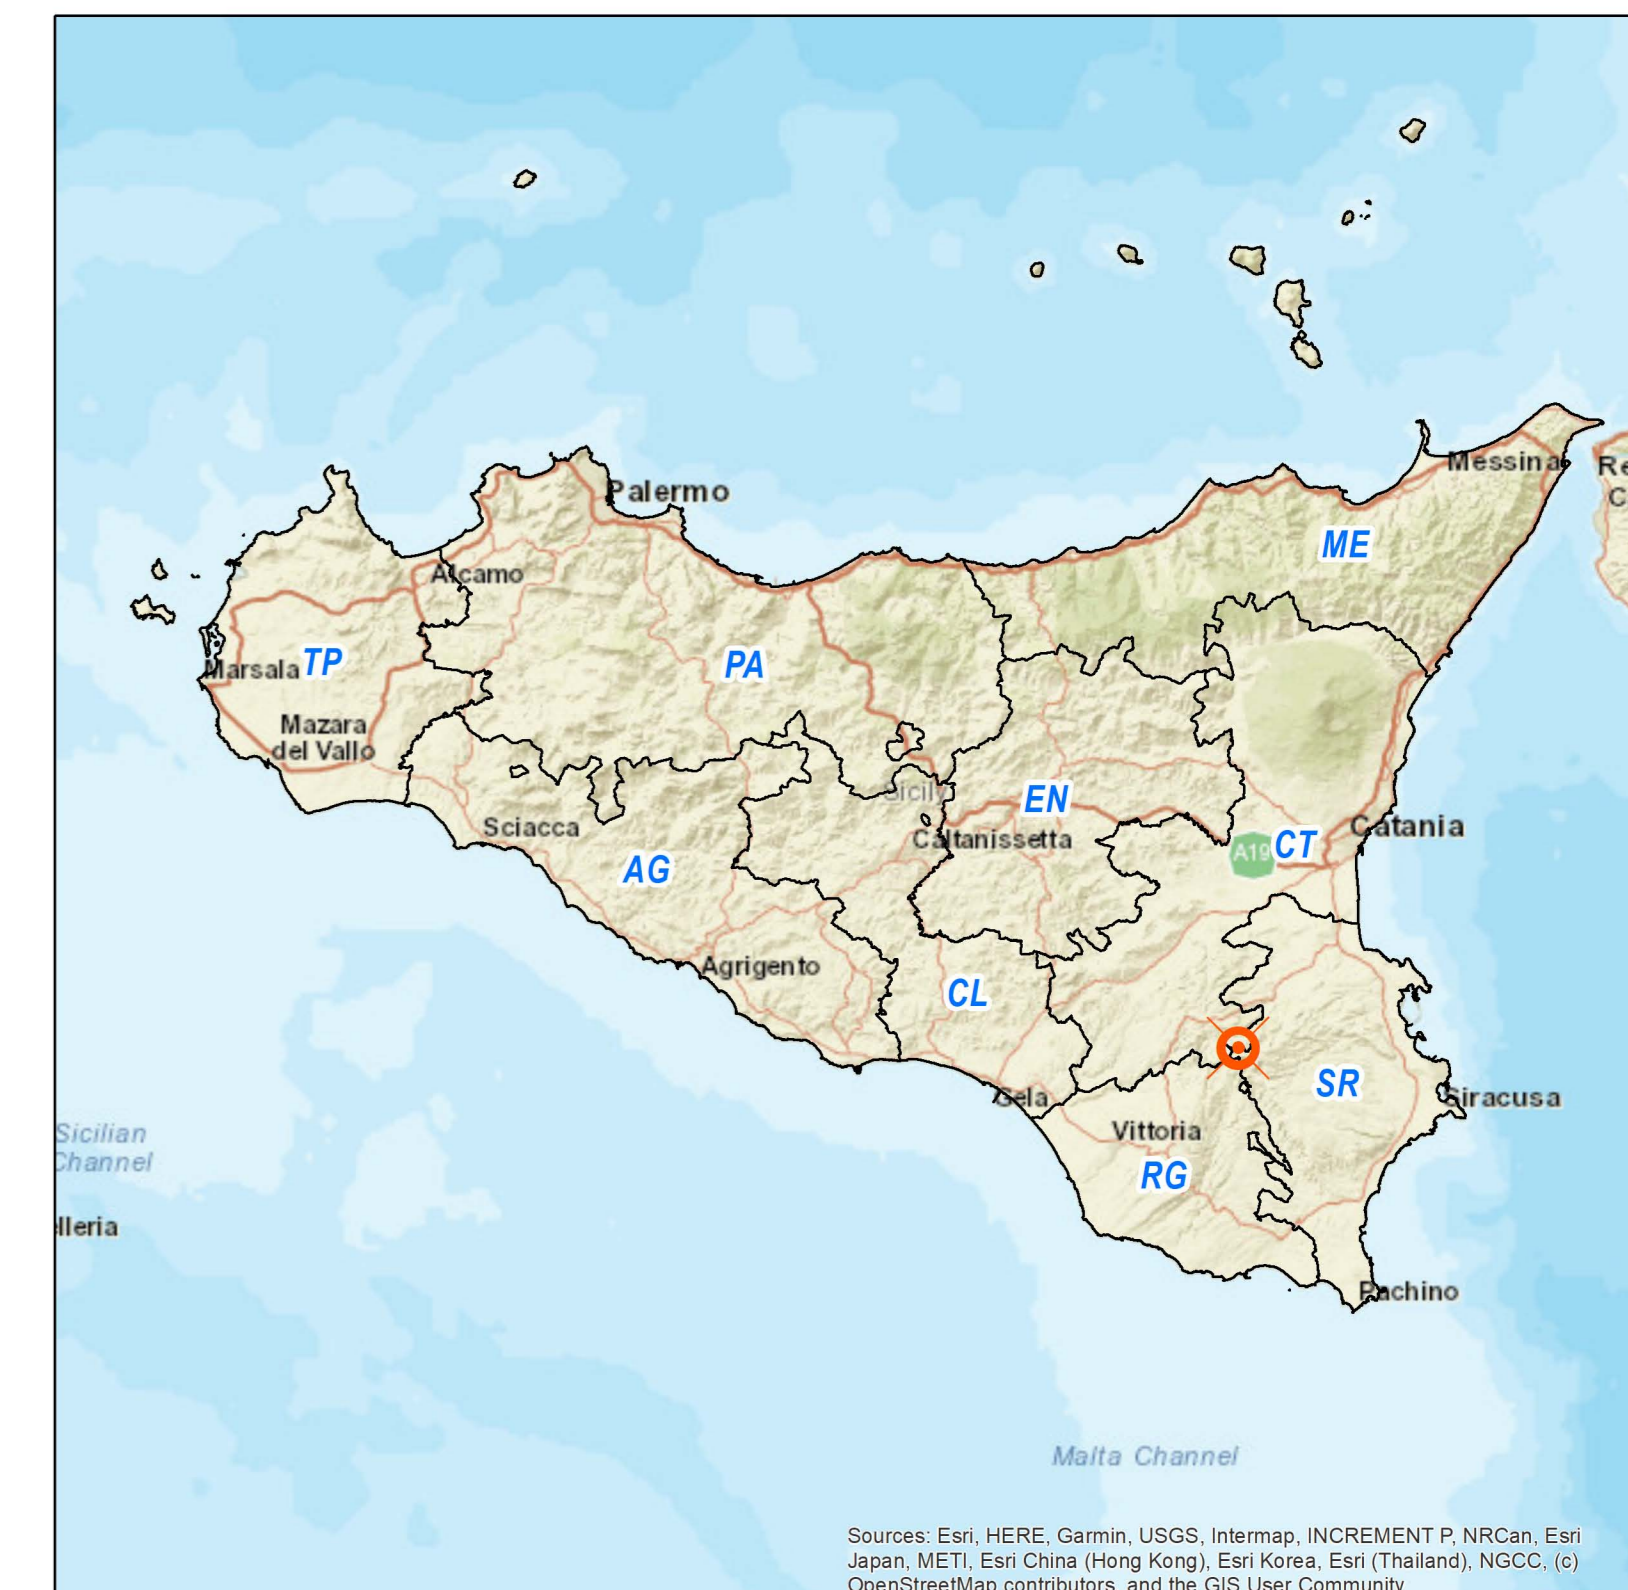 Messina
Re
C
Palermo
ME
Alcamo
Marsala
TP
PA
Mazara
del Vallo
Sicily
EN
Sciacca
Caltanissetta
Catania
A19
CT
AG
Agrigento
CL
SR
Gela
Siracusa
Vittoria
Sicilian
Channel
RG
lleria
Pachino
Malta Channel
Sources: Esri, HERE, Garmin, USGS, Intermap, INCREMENT P, NRCan, Esri
Japan, METI, Esri China (Hong Kong), Esri Korea, Esri (Thailand), NGCC, (c)
OpenStreetMap contributors, and the GIS User Community